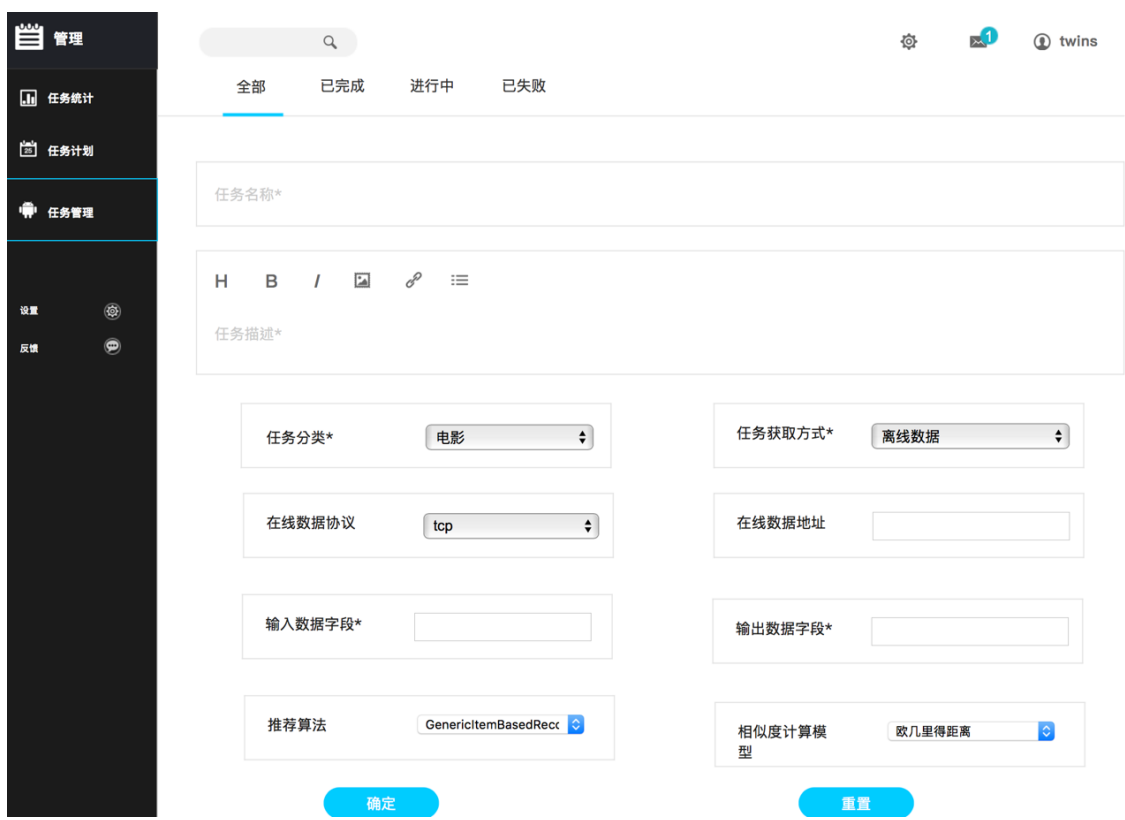 管理
1
twins
全部 已完成 进行中 已失败
任务统计
任务计划
25
任务管理
设置
反馈
任务名称*
H B I
任务描述*
任务分类* 电影
任务获取方式* 离线数据
在线数据协议 tcp
在线数据地址
输入数据字段*
输出数据字段*
推荐算法 GenericItemBasedRecc
相似度计算模
型
欧几里得距离
确定
重置